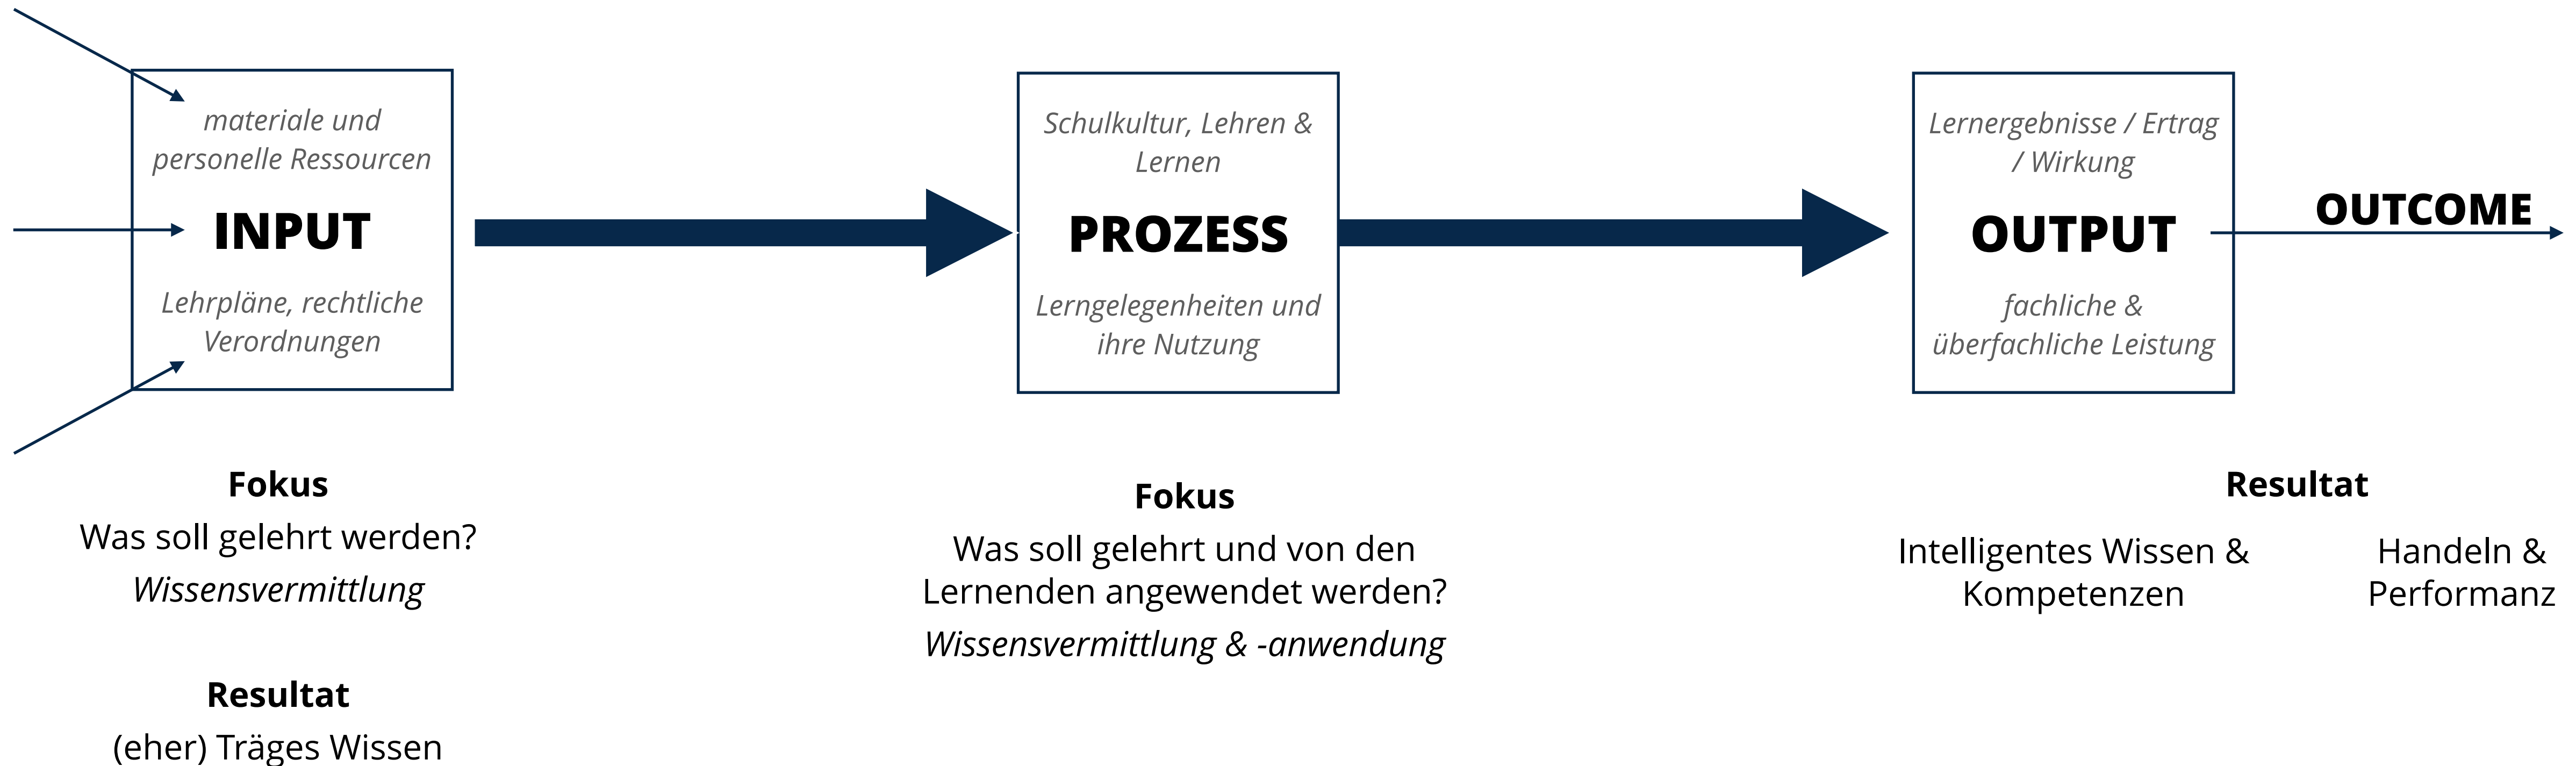 materiale und
personelle Ressourcen
INPUT
Lehrpläne, rechtliche
Verordnungen
Schulkultur, Lehren &
Lernen
PROZESS
Lerngelegenheiten und
ihre Nutzung
Lernergebnisse / Ertrag
/ Wirkung
OUTPUT
fachliche &
überfachliche Leistung
OUTCOME
Fokus
Was soll gelehrt werden?
Wissensvermittlung
Resultat
(eher) Träges Wissen
Fokus
Was soll gelehrt und von den
Lernenden angewendet werden?
Wissensvermittlung & -anwendung
Resultat
Intelligentes Wissen &
Kompetenzen
Handeln &
Performanz